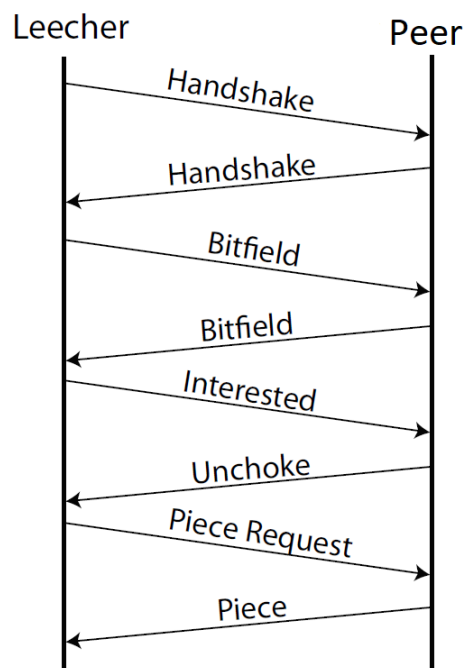 Leecher
Peer
Handshake
Handshake
Bitfield
Bitfield
Interested
Unchoke
Piece Request
Piece